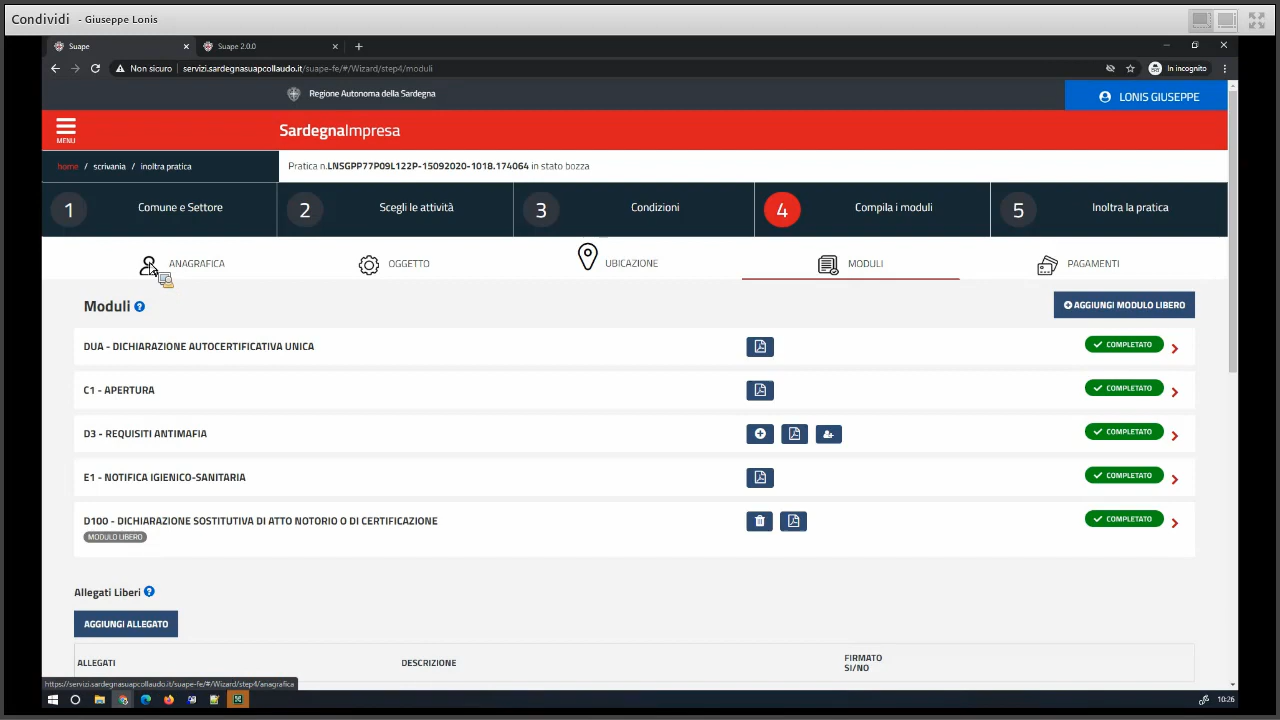 Condividi - Giuseppe Lonis
Suape
Suape 2.0.0
Non sicuro servizi.sardegnasuapcollaudo.it/suape-fe/#/Wizard/step4/moduli
In incognito
Regione Autonoma della Sardegna
LONIS GIUSEPPE
MENU
SardegnaImpresa
home / scrivania / inoltra pratica
Pratica n.LNSGPP77P09L122P-15092020-1018.174064 in stato bozza
1 Comune e Settore
2 Scegli le attività
3 Condizioni
4 Compila i moduli
5 Inoltra la pratica
ANAGRAFICA
OGGETTO
UBICAZIONE
MODULI
PAGAMENTI
Moduli ?
AGGIUNGI MODULO LIBERO
DUA - DICHIARAZIONE AUTOCERTIFICATIVA UNICA
COMPLETATO
C1 - APERTURA
COMPLETATO
D3 - REQUISITI ANTIMAFIA
COMPLETATO
E1 - NOTIFICA IGIENICO-SANITARIA
COMPLETATO
D100 - DICHIARAZIONE SOSTITUTIVA DI ATTO NOTORIO O DI CERTIFICAZIONE
COMPLETATO
MODULO LIBERO
Allegati Liberi ?
AGGIUNGI ALLEGATO
ALLEGATI
DESCRIZIONE
FIRMATO
SI/NO
https://servizi.sardegnasuapcollaudo.it/suape-fe/#/Wizard/step4/anagrafica
10:26